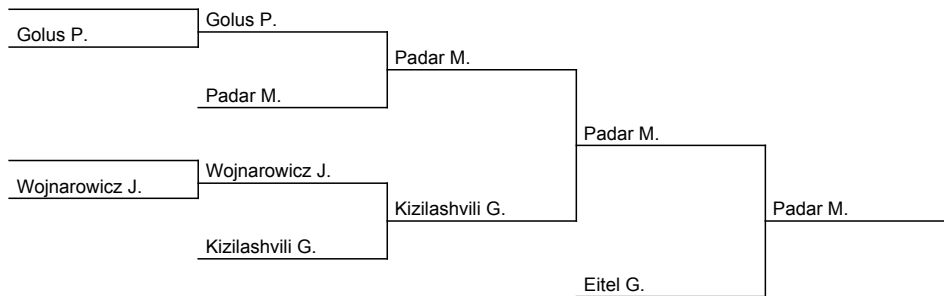 Golus P.
Golus P.
Padar M.
Padar M.
Padar M.
Wojnarowicz J.
Wojnarowicz J.
Kizilashvili G.
Kizilashvili G.
Padar M.
Eitel G.